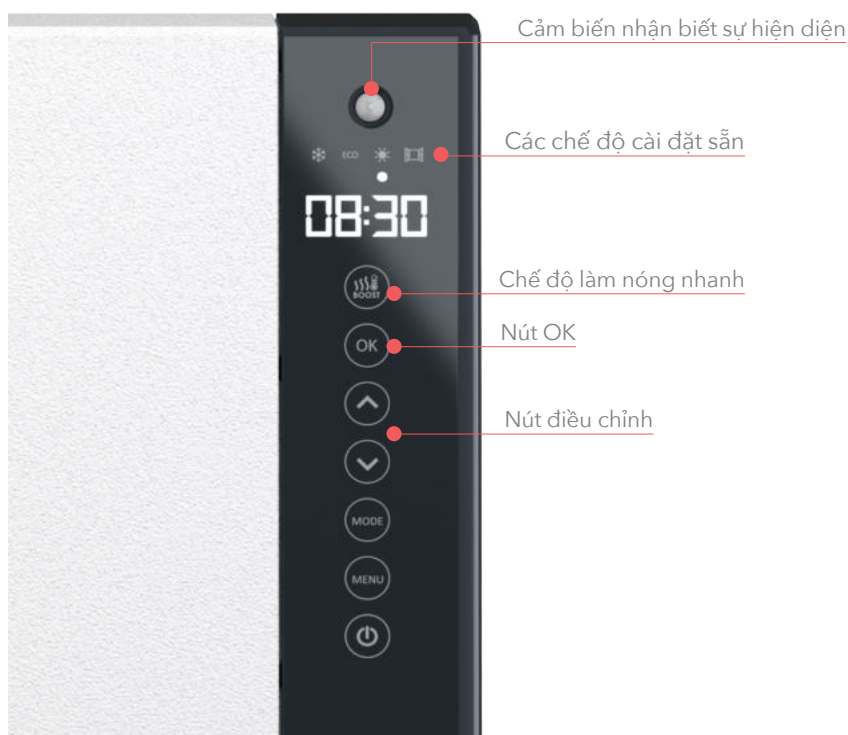 Cảm biến nhận biết sự hiện diện
Các chế độ cài đặt sẵn
ECO
08:30
Chế độ làm nóng nhanh
BOOST
Nút OK
OK
Nút điều chỉnh
MODE
MENU